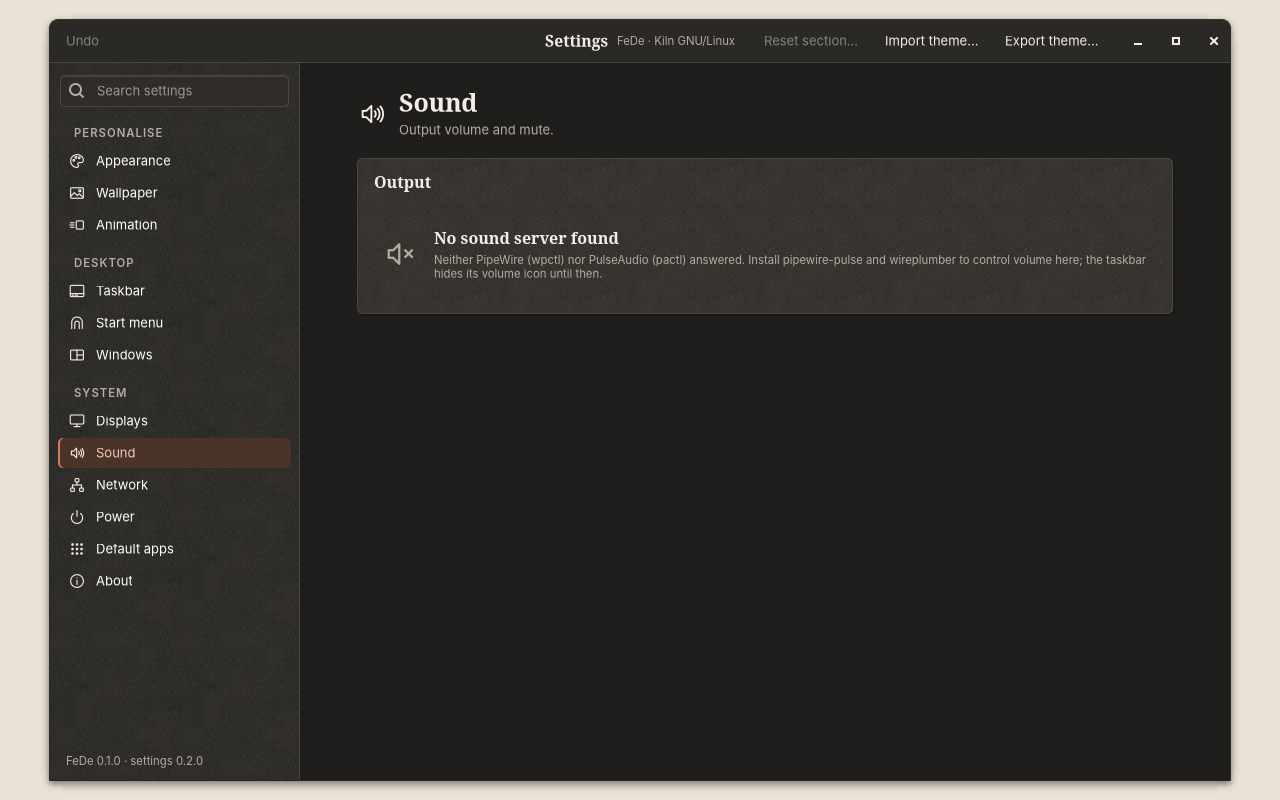 Undo
Settings FeDe · Kiln GNU/Linux
Reset section...
Import theme...
Export theme...
Search settings
PERSONALISE
Appearance
Wallpaper
Animation
DESKTOP
Taskbar
Start menu
Windows
SYSTEM
Displays
Sound
Network
Power
Default apps
About
FeDe 0.1.0 · settings 0.2.0
Sound
Output volume and mute.
Output
No sound server found
Neither PipeWire (wpctl) nor PulseAudio (pactl) answered. Install pipewire-pulse and wireplumber to control volume here; the taskbar
hides its volume icon until then.